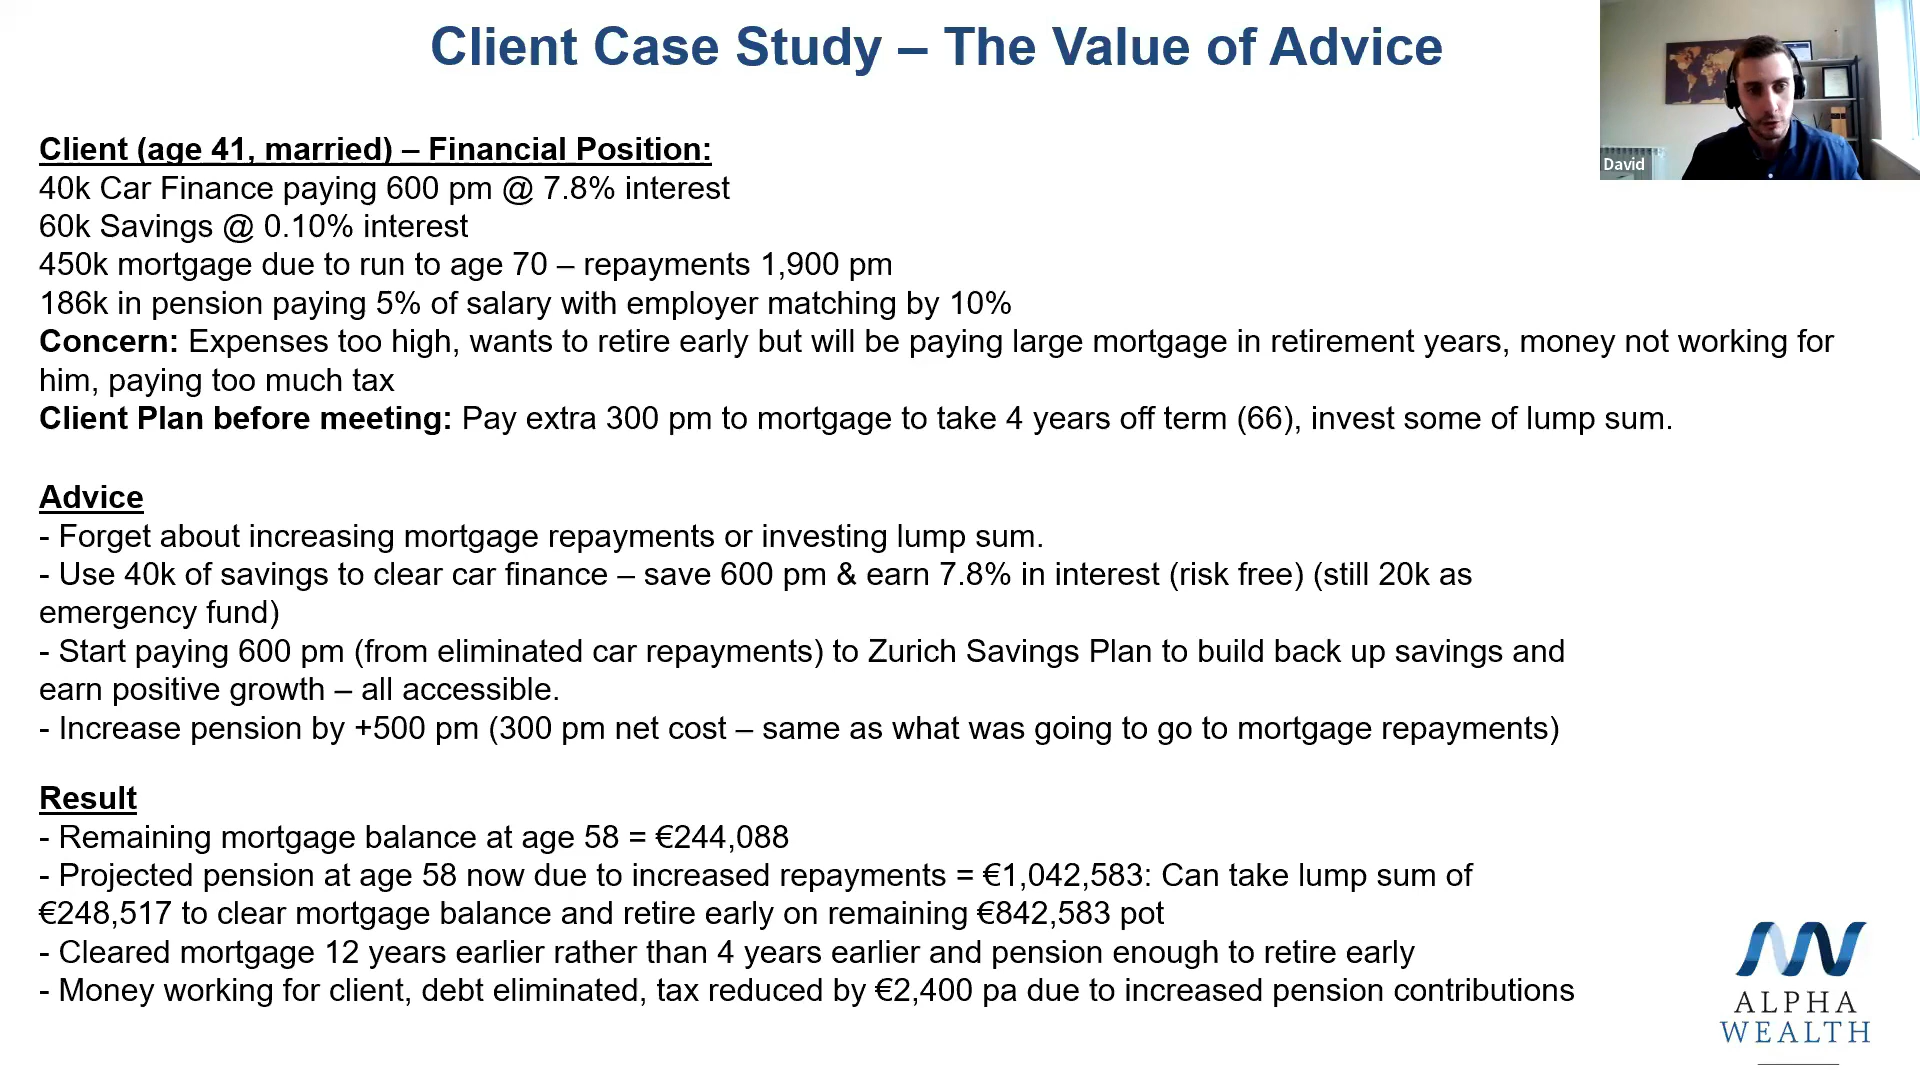 Client Case Study – The Value of Advice
David
Client (age 41, married) – Financial Position:
40k Car Finance paying 600 pm @ 7.8% interest
60k Savings @ 0.10% interest
450k mortgage due to run to age 70 – repayments 1,900 pm
186k in pension paying 5% of salary with employer matching by 10%
Concern: Expenses too high, wants to retire early but will be paying large mortgage in retirement years, money not working for
him, paying too much tax
Client Plan before meeting: Pay extra 300 pm to mortgage to take 4 years off term (66), invest some of lump sum.
Advice
- Forget about increasing mortgage repayments or investing lump sum.
- Use 40k of savings to clear car finance – save 600 pm & earn 7.8% in interest (risk free) (still 20k as
emergency fund)
- Start paying 600 pm (from eliminated car repayments) to Zurich Savings Plan to build back up savings and
earn positive growth – all accessible.
- Increase pension by +500 pm (300 pm net cost – same as what was going to go to mortgage repayments)
Result
- Remaining mortgage balance at age 58 = €244,088
- Projected pension at age 58 now due to increased repayments = €1,042,583: Can take lump sum of
€248,517 to clear mortgage balance and retire early on remaining €842,583 pot
- Cleared mortgage 12 years earlier rather than 4 years earlier and pension enough to retire early
- Money working for client, debt eliminated, tax reduced by €2,400 pa due to increased pension contributions
ALPHA
WEALTH